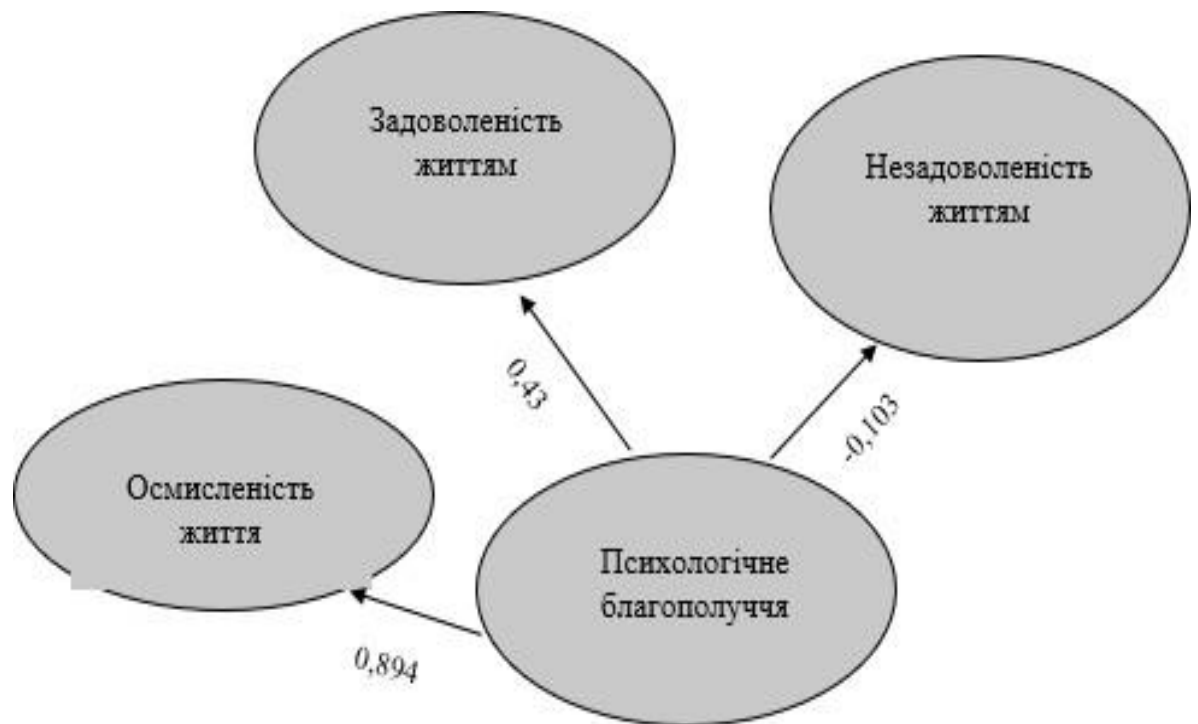 Задоволеність
життям
Незадоволеність
життям
0,43
-0,103
Осмисленість
життя
Психологічне
благополуччя
0,894